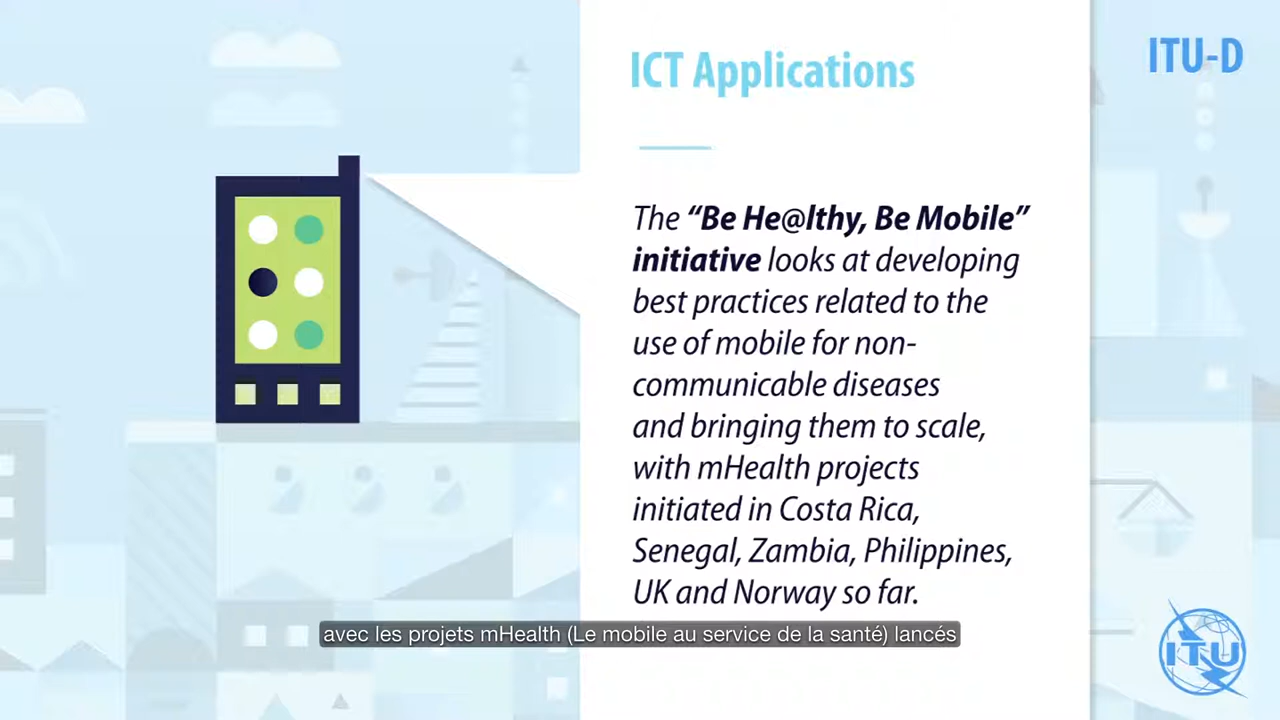 ICT Applications
ITU-D
The “Be He@lthy, Be Mobile”
initiative looks at developing
best practices related to the
use of mobile for non-
communicable diseases
and bringing them to scale,
with mHealth projects
initiated in Costa Rica,
Senegal, Zambia, Philippines,
UK and Norway so far.
avec les projets mHealth (Le mobile au service de la santé) lancés
ITU